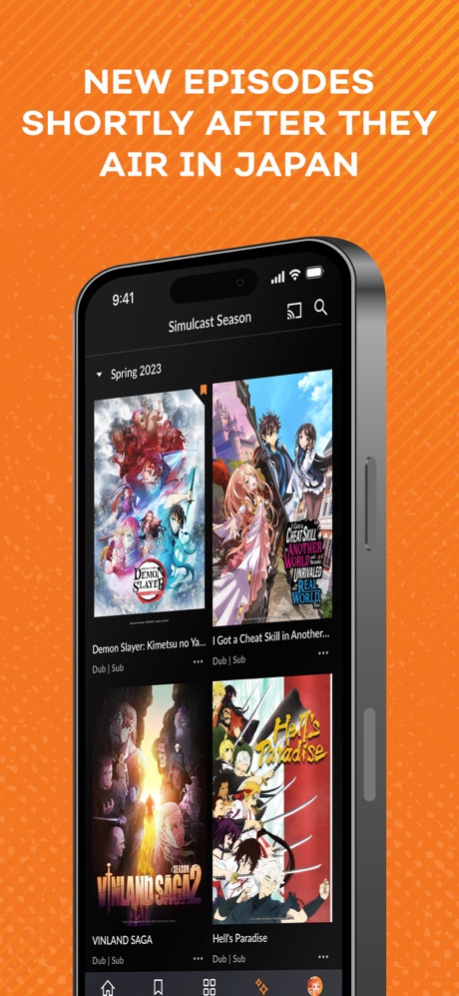 NEW EPISODES
SHORTLY AFTER THEY
AIR IN JAPAN
9:41
Simulcast Season
Spring 2023
DEMON
SLAYER
I Got a
CHEAT SKILL
in
ANOTHER
WORLD and
Became
UNRIVALED
in the
REAL
WORLD, Too
Demon Slayer: Kimetsu no Ya...
Dub | Sub
I Got a Cheat Skill in Another...
Dub | Sub
SEASON
VINLAND SAGA 2
Hell's
Paradise
VINLAND SAGA
Dub | Sub
Hell's Paradise
Dub | Sub